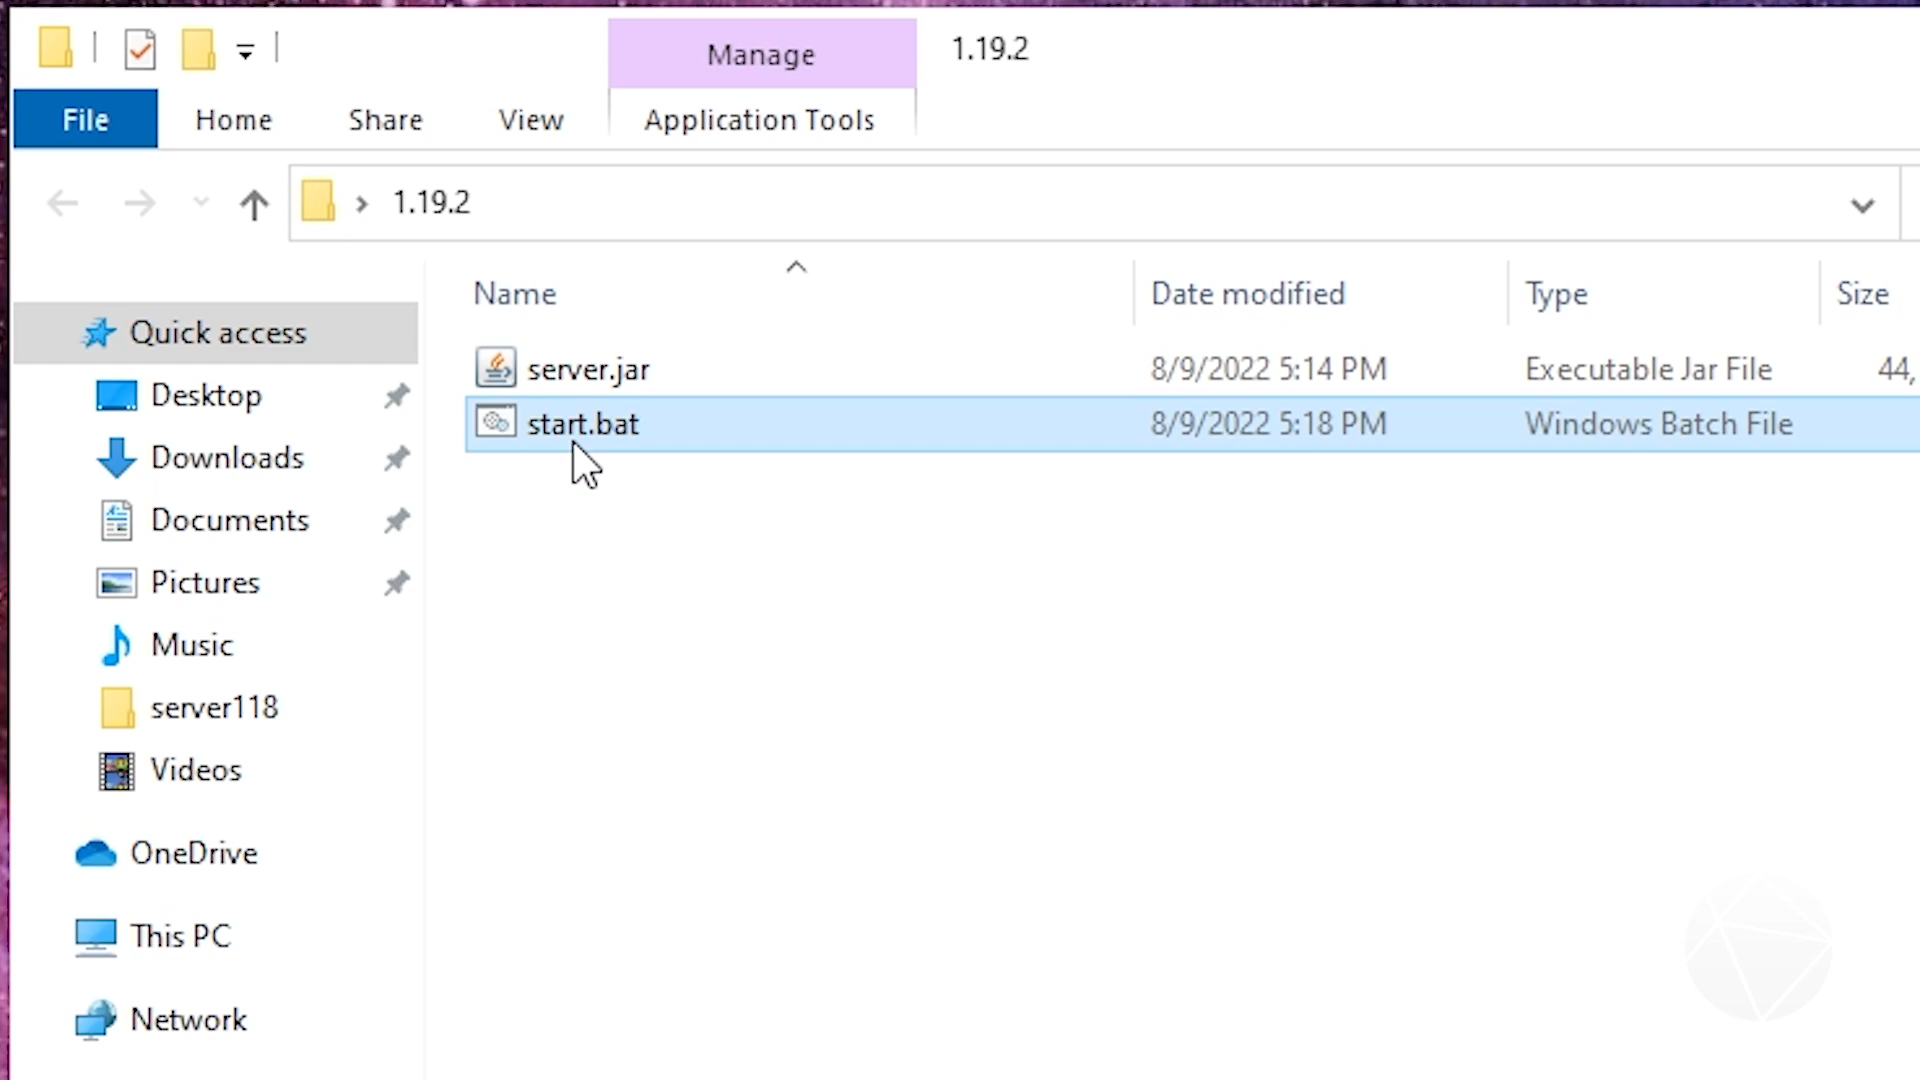 Manage
1.19.2
File
Home
Share
View
Application Tools
1.19.2
Name
Date modified
Type
Size
Quick access
Desktop
Downloads
Documents
Pictures
Music
server118
Videos
OneDrive
This PC
Network
server.jar
8/9/2022 5:14 PM
Executable Jar File
44,
start.bat
8/9/2022 5:18 PM
Windows Batch File